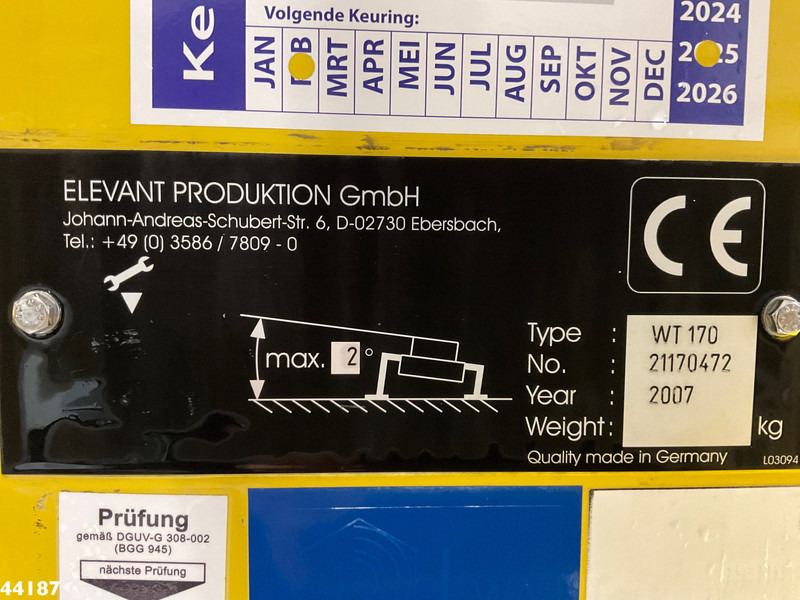 Ke
Volgende Keuring:
JAN
MRT
APR
MEI
JUN
JUL
AUG
SEP
OKT
NOV
DEC
2024
2025
2026
ELEVANT PRODUKTION GmbH
Johann-Andreas-Schubert-Str. 6, D-02730 Ebersbach,
Tel.: +49 (0) 3586 / 7809 - 0
CE
max. 2°
Type : WT 170
No. : 21170472
Year : 2007
Weight: kg
Quality made in Germany
L03094
Prüfung
gemäß DGUV-G 308-002
(BGG 945)
nächste Prüfung
44187